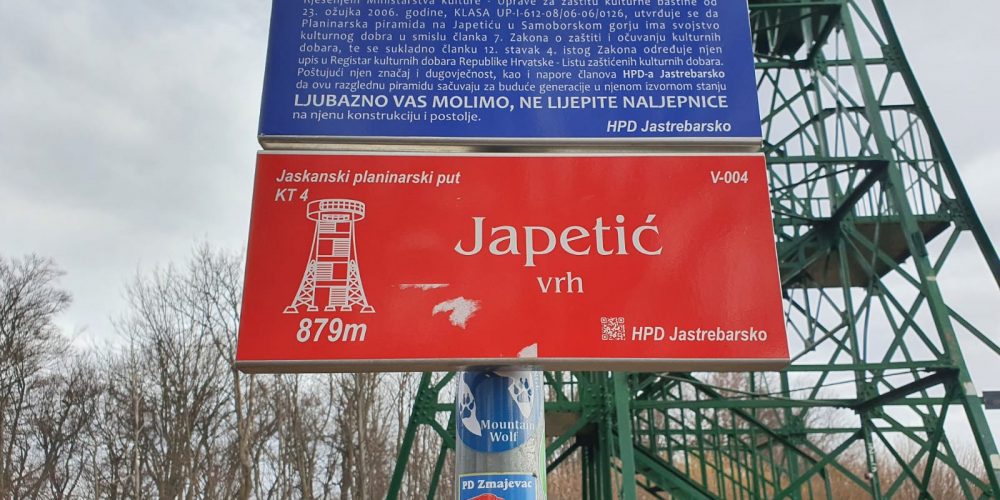 Rješenjem Ministarstva kulture - Uprave za zaštitu kulturne baštine od
23. ožujka 2006. godine, KLASA UP-I-612-08/06-06/0126, utvrđuje se da
Planinarska piramida na Japetiću u Samoborskom gorju ima svojstvo
kulturnog dobra u smislu članka 7. Zakona o zaštiti i očuvanju kulturnih
dobara, te se sukladno članku 12. stavak 4. istog Zakona određuje njen
upis u Registar kulturnih dobara Republike Hrvatske - Listu zaštićenih kulturnih dobara.
Poštujući njen značaj i dugovječnost, kao i napore članova HPD-a Jastrebarsko
da ovu razglednu piramidu sačuvaju za buduće generacije u njenom izvornom stanju
LJUBAZNO VAS MOLIMO, NE LIJEPITE NALJEPNICE
na njenu konstrukciju i postolje.
HPD Jastrebarsko
Jaskanski planinarski put
KT 4
V-004
Japetić
vrh
879m
HPD Jastrebarsko
Mountain
Wolf
PD Zmajevac